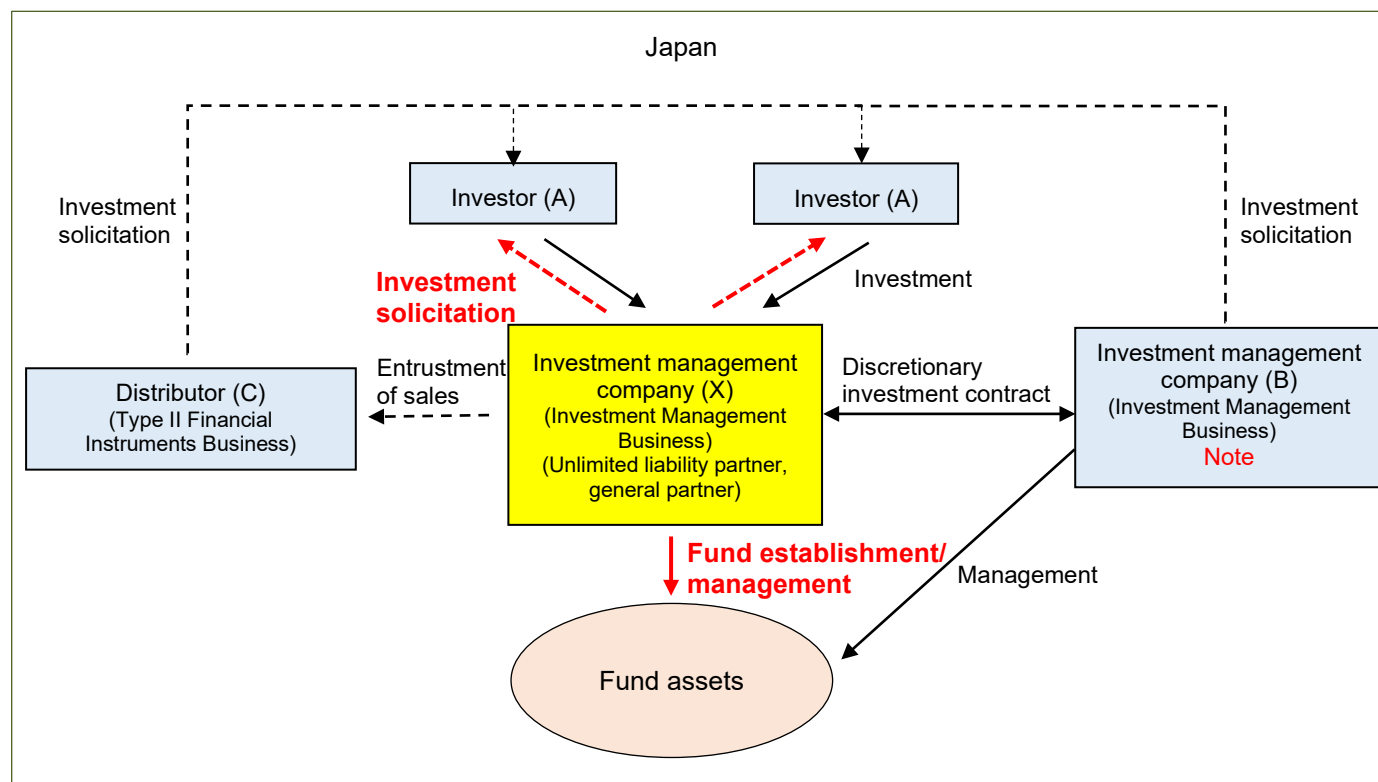 Japan
Investor (A)
Investor (A)
Investment
solicitation
Investment
solicitation
Investment
solicitation
Investment
Distributor (C)
(Type II Financial
Instruments Business)
Entrustment
of sales
Investment management
company (X)
(Investment Management
Business)
(Unlimited liability partner,
general partner)
Discretionary
investment contract
Investment management
company (B)
(Investment Management
Business)
Note
Fund establishment/
management
Management
Fund assets